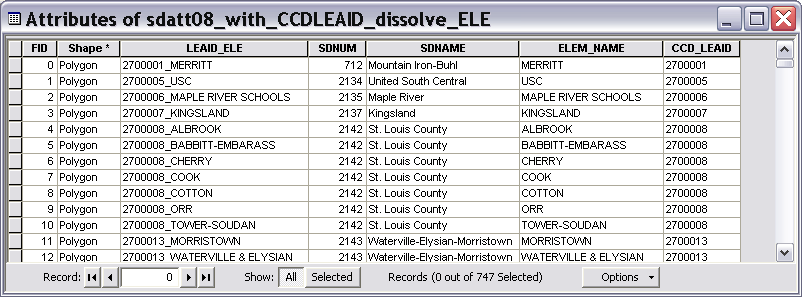 Attributes of sdatt08_with_CCDLEAID_dissolve_ELE
FID Shape * LEAID_ELE SDNUM SDNAME ELEM_NAME CCD_LEAID
0 Polygon 2700001_MERRITT 712 Mountain Iron-Buhl MERRITT 2700001
1 Polygon 2700005_USC 2134 United South Central USC 2700005
2 Polygon 2700006_MAPLE RIVER SCHOOLS 2135 Maple River MAPLE RIVER SCHOOLS 2700006
3 Polygon 2700007_KINGSLAND 2137 Kingsland KINGSLAND 2700007
4 Polygon 2700008_ALBROOK 2142 St. Louis County ALBROOK 2700008
5 Polygon 2700008_BABBITT-EMBARASS 2142 St. Louis County BABBITT-EMBARASS 2700008
6 Polygon 2700008_CHERRY 2142 St. Louis County CHERRY 2700008
7 Polygon 2700008_COOK 2142 St. Louis County COOK 2700008
8 Polygon 2700008_COTTON 2142 St. Louis County COTTON 2700008
9 Polygon 2700008_ORR 2142 St. Louis County ORR 2700008
10 Polygon 2700008_TOWER-SOUDAN 2142 St. Louis County TOWER-SOUDAN 2700008
11 Polygon 2700013_MORRISTOWN 2143 Waterville-Elysian-Morristown MORRISTOWN 2700013
12 Polygon 2700013_WATERVILLE & ELYSIAN 2143 Waterville-Elysian-Morristown WATERVILLE & ELYSIAN 2700013
Record: 0 Show: All Selected Records (0 out of 747 Selected) Options